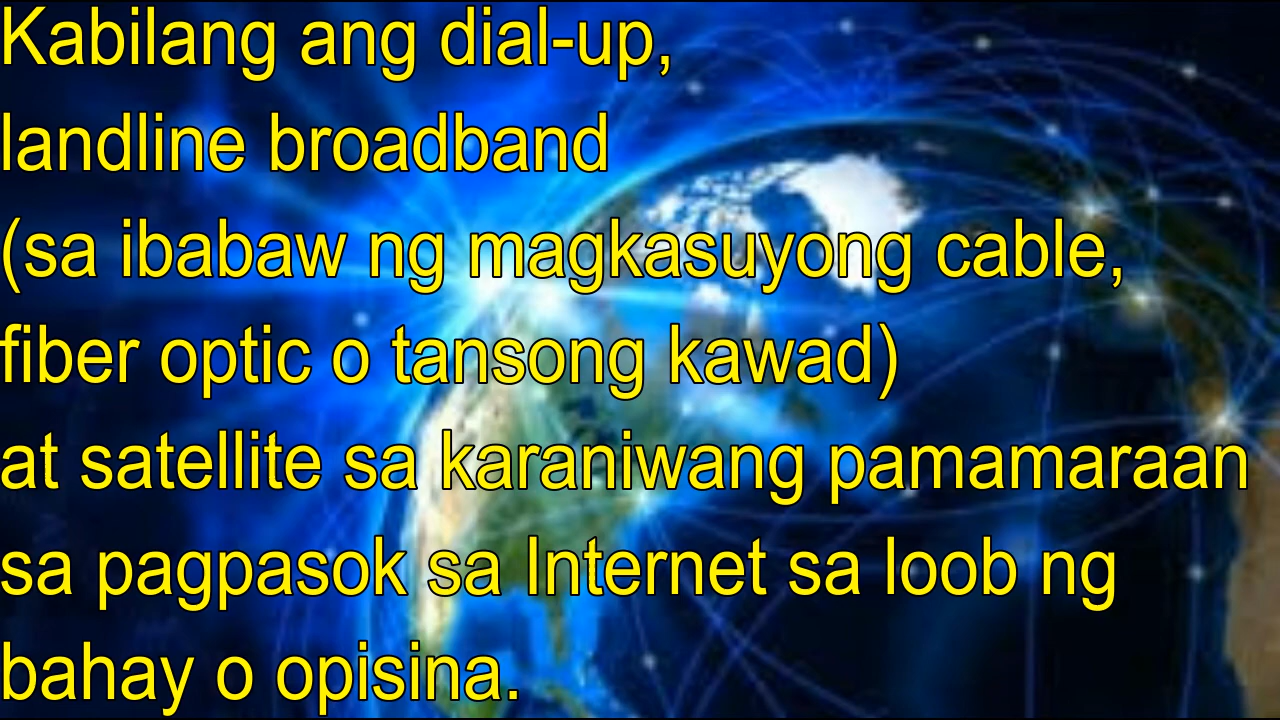 Kabilang ang dial-up,
landline broadband
(sa ibabaw ng magkasuyong cable,
fiber optic o tansong kawad)
at satellite sa karaniwang pamamaraan
sa pagpasok sa Internet sa loob ng
bahay o opisina.